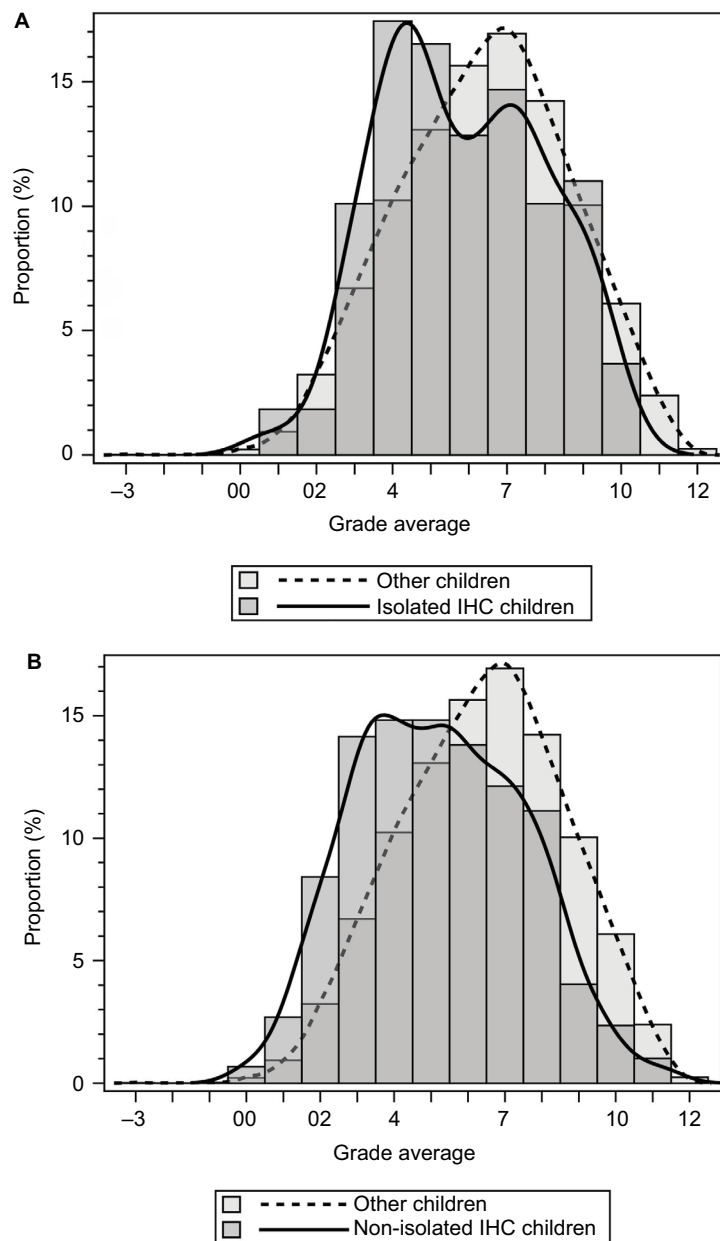 A
Proportion (%)
15
10
5
0
–3 00 02 4 7 10 12
Grade average
Other children
Isolated IHC children
B
Proportion (%)
15
10
5
0
–3 00 02 4 7 10 12
Grade average
Other children
Non-isolated IHC children